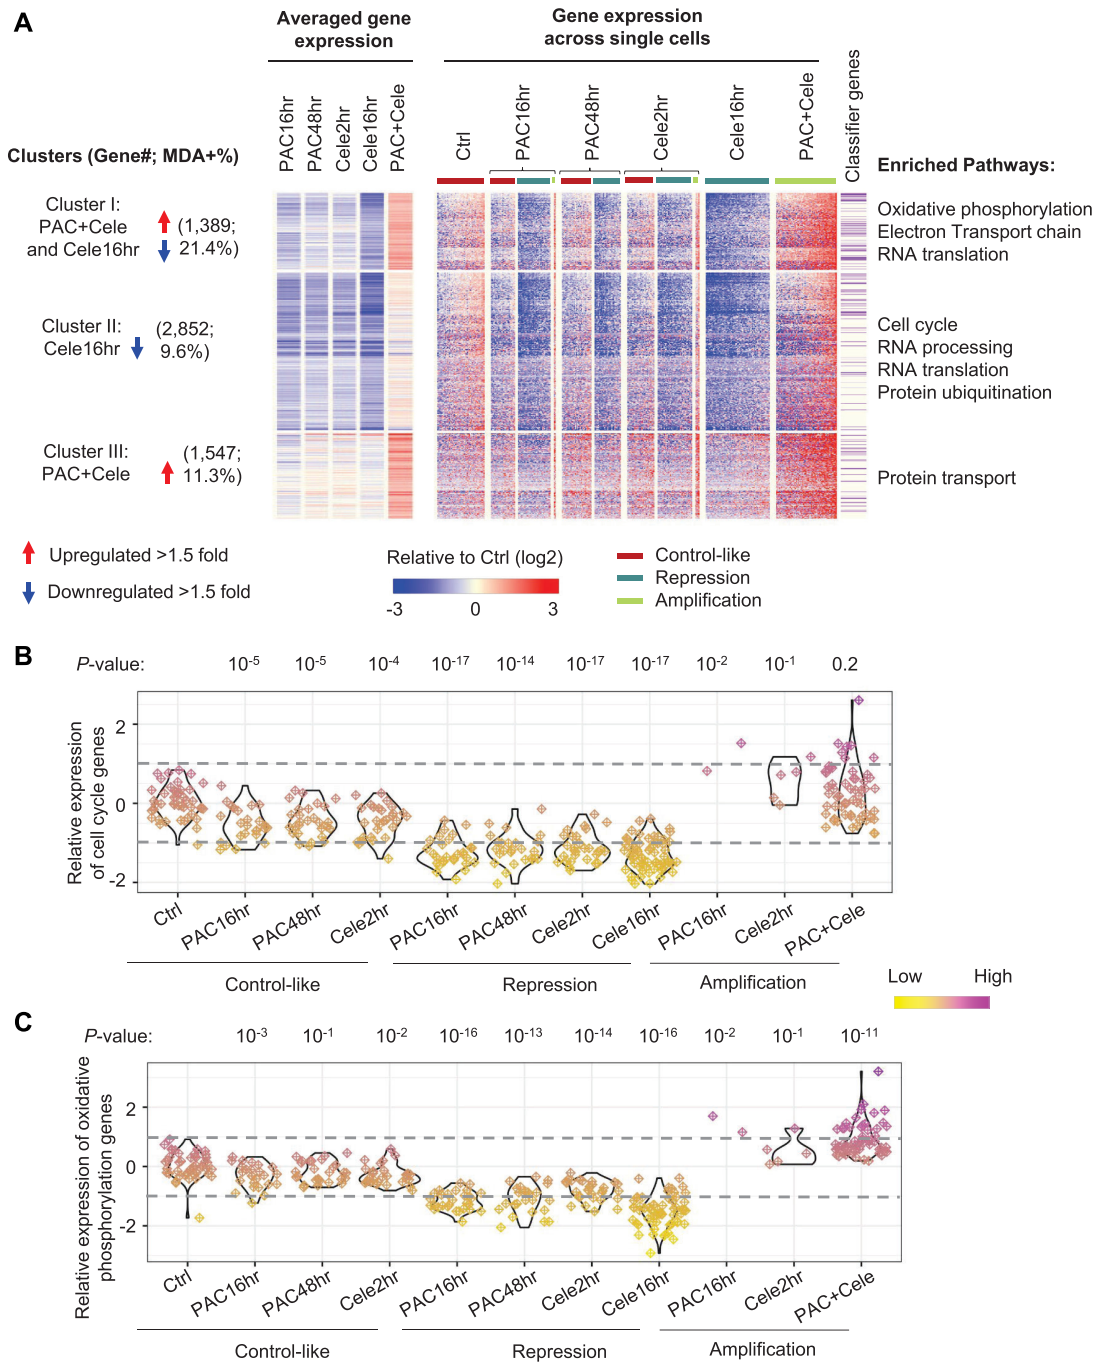 A
Averaged gene
expression
Gene expression
across single cells
PAC16hr
PAC48hr
Cele2hr
Cele16hr
PAC+Cele
Ctrl
PAC16hr
PAC48hr
Cele2hr
Cele16hr
PAC+Cele
Classifier genes
Clusters (Gene#; MDA+%)
Enriched Pathways:
Cluster I:
PAC+Cele
and Cele16hr
(1,389;
21.4%)
Oxidative phosphorylation
Electron Transport chain
RNA translation
Cluster II:
Cele16hr
(2,852;
9.6%)
Cell cycle
RNA processing
RNA translation
Protein ubiquitination
Cluster III:
PAC+Cele
(1,547;
11.3%)
Protein transport
Upregulated >1.5 fold
Downregulated >1.5 fold
Relative to Ctrl (log2)
-3 0 3
Control-like
Repression
Amplification
B
P-value: 10-5 10-5 10-4 10-17 10-14 10-17 10-17 10-2 10-1 0.2
Relative expression
of cell cycle genes
2
0
-2
Ctrl PAC16hr PAC48hr Cele2hr PAC16hr PAC48hr Cele2hr Cele16hr PAC16hr Cele2hr PAC+Cele
Control-like Repression Amplification
Low High
C
P-value: 10-3 10-1 10-2 10-16 10-13 10-14 10-16 10-2 10-1 10-11
Relative expression of oxidative
phosphorylation genes
2
0
-2
Ctrl PAC16hr PAC48hr Cele2hr PAC16hr PAC48hr Cele2hr Cele16hr PAC16hr Cele2hr PAC+Cele
Control-like Repression Amplification